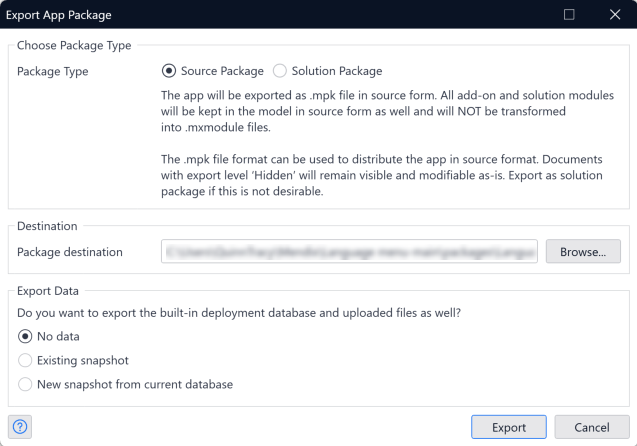 Export App Package
Choose Package Type
Package Type
Source Package
Solution Package
The app will be exported as .mpk file in source form. All add-on and solution modules
will be kept in the model in source form as well and will NOT be transformed
into .mxmodule files.
The .mpk file format can be used to distribute the app in source format. Documents
with export level ‘Hidden’ will remain visible and modifiable as-is. Export as solution
package if this is not desirable.
Destination
Package destination
Browse...
Export Data
Do you want to export the built-in deployment database and uploaded files as well?
No data
Existing snapshot
New snapshot from current database
?
Export
Cancel